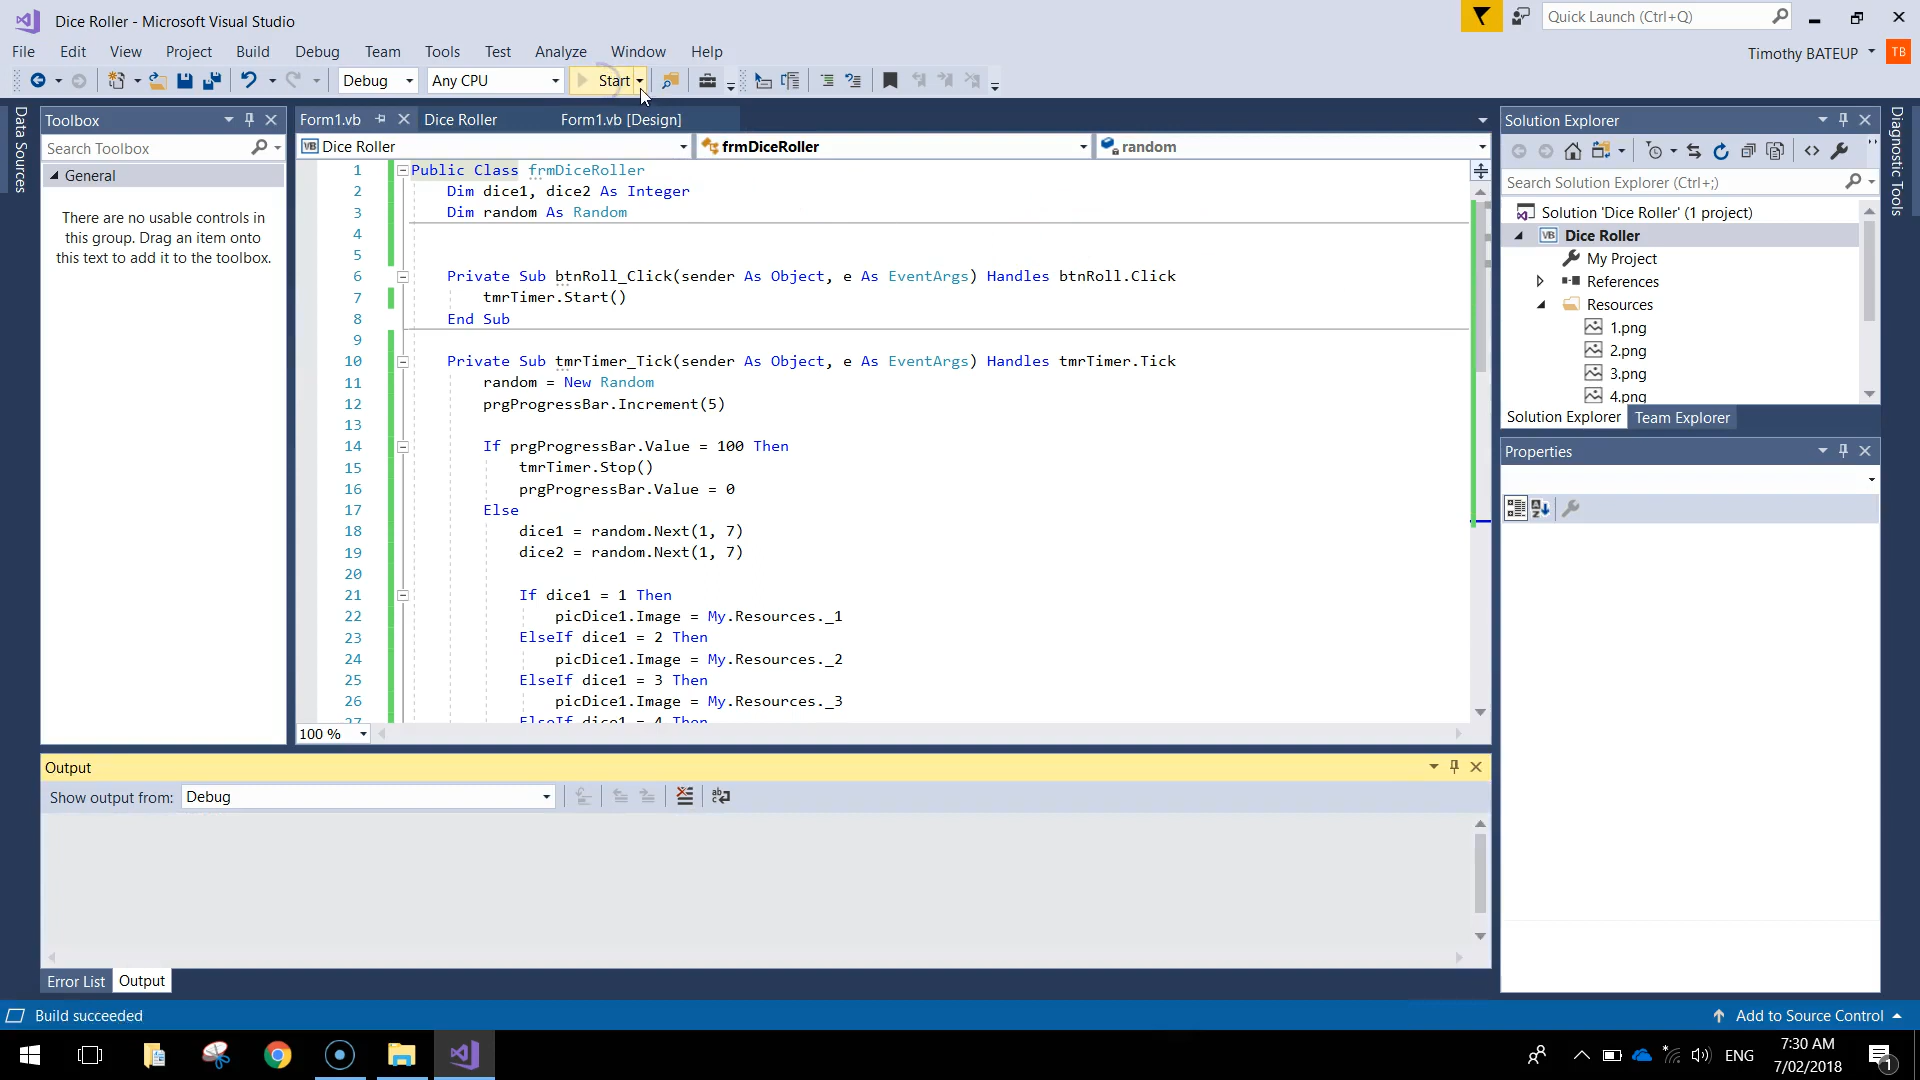 Dice Roller - Microsoft Visual Studio
Quick Launch (Ctrl+Q)
File Edit View Project Build Debug Team Tools Test Analyze Window Help
Timothy BATEUP TB
Debug Any CPU Start
Data Sources
Toolbox
Search Toolbox
General
There are no usable controls in
this group. Drag an item onto
this text to add it to the toolbox.
Form1.vb Dice Roller Form1.vb [Design]
VB Dice Roller frmDiceRoller random
1 Public Class frmDiceRoller
2 Dim dice1, dice2 As Integer
3 Dim random As Random
4
5
6 Private Sub btnRoll_Click(sender As Object, e As EventArgs) Handles btnRoll.Click
7 tmrTimer.Start()
8 End Sub
9
10 Private Sub tmrTimer_Tick(sender As Object, e As EventArgs) Handles tmrTimer.Tick
11 random = New Random
12 prgProgressBar.Increment(5)
13
14 If prgProgressBar.Value = 100 Then
15 tmrTimer.Stop()
16 prgProgressBar.Value = 0
17 Else
18 dice1 = random.Next(1, 7)
19 dice2 = random.Next(1, 7)
20
21 If dice1 = 1 Then
22 picDice1.Image = My.Resources._1
23 ElseIf dice1 = 2 Then
24 picDice1.Image = My.Resources._2
25 ElseIf dice1 = 3 Then
26 picDice1.Image = My.Resources._3
27 ElseIf dice1 = 4 Then
100 %
Output
Show output from: Debug
Error List Output
Solution Explorer
Search Solution Explorer (Ctrl+;)
Solution 'Dice Roller' (1 project)
VB Dice Roller
My Project
References
Resources
1.png
2.png
3.png
4.png
Solution Explorer Team Explorer
Properties
Diagnostic Tools
Build succeeded
Add to Source Control
ENG
7:30 AM
7/02/2018
1